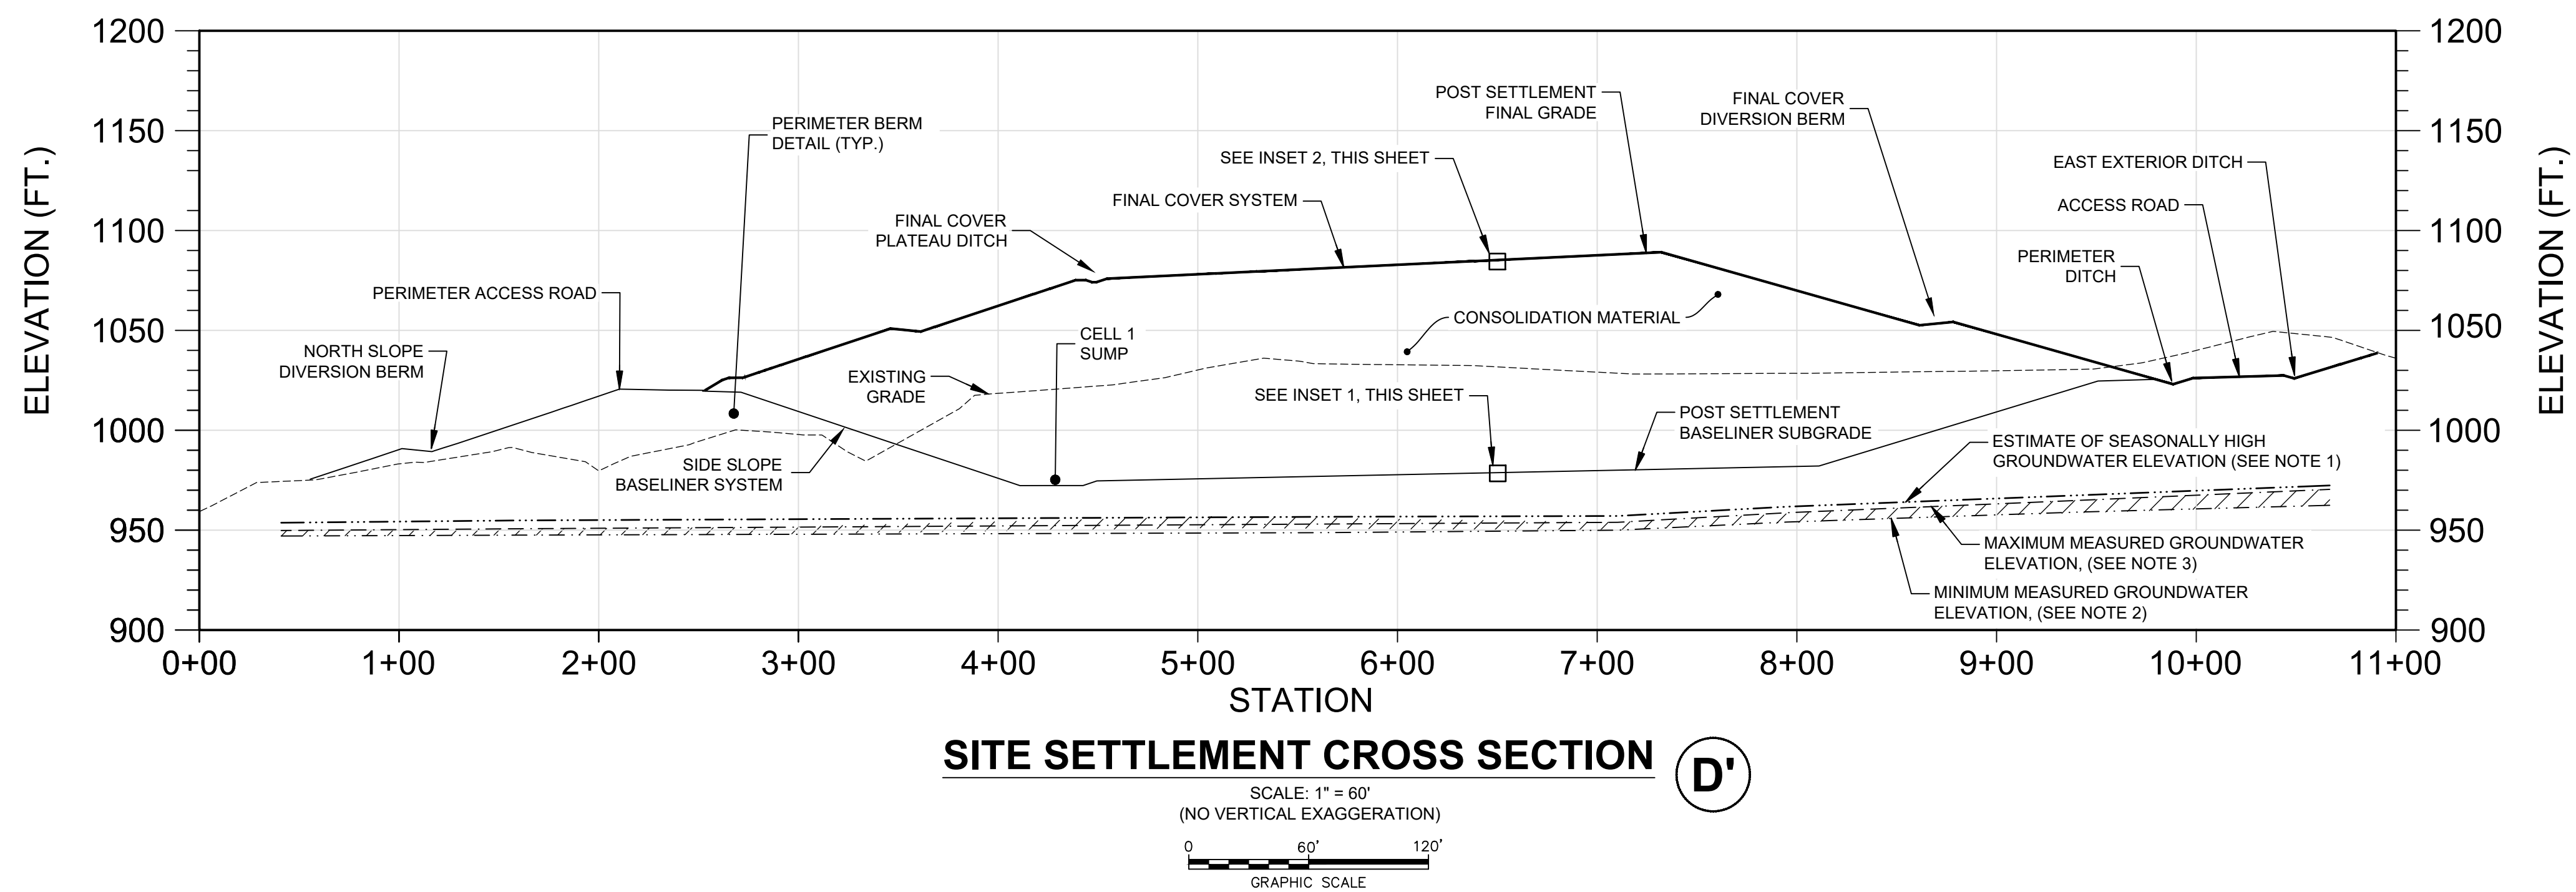 1200
1150
1100
1050
1000
950
900
ELEVATION (FT.)
1200
1150
1100
1050
1000
950
900
ELEVATION (FT.)
PERIMETER BERM
DETAIL (TYP.)
POST SETTLEMENT
FINAL GRADE
FINAL COVER
DIVERSION BERM
SEE INSET 2, THIS SHEET
EAST EXTERIOR DITCH
FINAL COVER SYSTEM
ACCESS ROAD
FINAL COVER
PLATEAU DITCH
PERIMETER
DITCH
PERIMETER ACCESS ROAD
CONSOLIDATION MATERIAL
CELL 1
SUMP
NORTH SLOPE
DIVERSION BERM
EXISTING
GRADE
SEE INSET 1, THIS SHEET
POST SETTLEMENT
BASELINER SUBGRADE
SIDE SLOPE
BASELINER SYSTEM
ESTIMATE OF SEASONALLY HIGH
GROUNDWATER ELEVATION (SEE NOTE 1)
MAXIMUM MEASURED GROUNDWATER
ELEVATION, (SEE NOTE 3)
MINIMUM MEASURED GROUNDWATER
ELEVATION, (SEE NOTE 2)
0+00 1+00 2+00 3+00 4+00 5+00 6+00 7+00 8+00 9+00 10+00 11+00
STATION
SITE SETTLEMENT CROSS SECTION D'
SCALE: 1" = 60'
(NO VERTICAL EXAGGERATION)
0 60' 120'
GRAPHIC SCALE